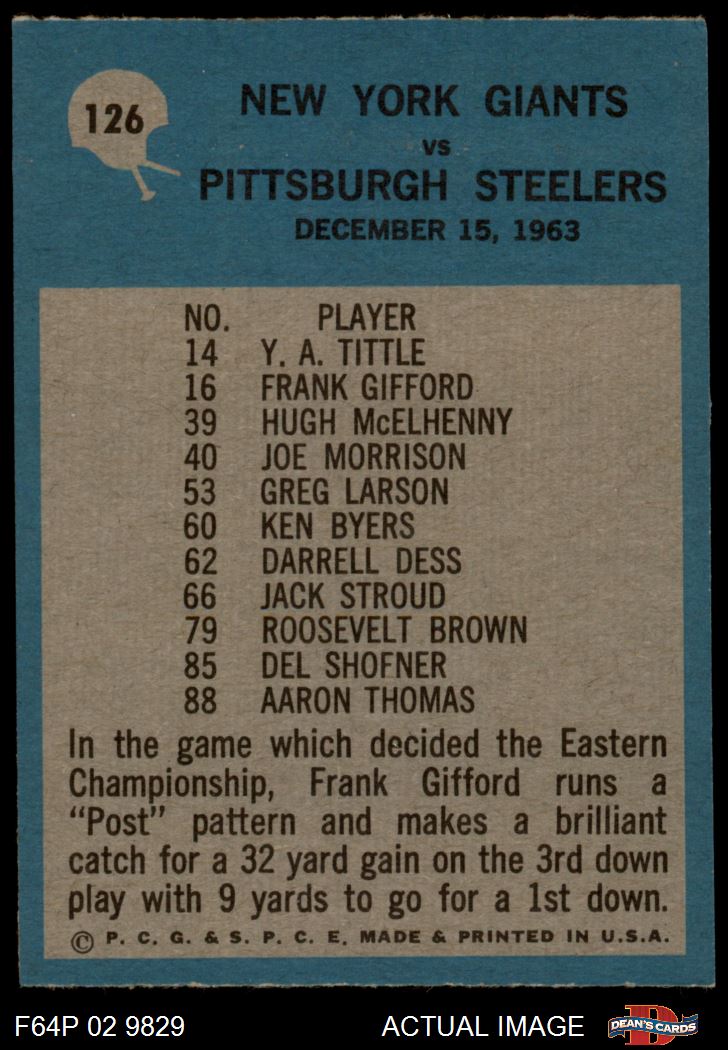 126
NEW YORK GIANTS
VS
PITTSBURGH STEELERS
DECEMBER 15, 1963
NO. PLAYER
14 Y. A. TITTLE
16 FRANK GIFFORD
39 HUGH McELHENNY
40 JOE MORRISON
53 GREG LARSON
60 KEN BYERS
62 DARRELL DESS
66 JACK STROUD
79 ROOSEVELT BROWN
85 DEL SHOFNER
88 AARON THOMAS
In the game which decided the Eastern
Championship, Frank Gifford runs a
“Post” pattern and makes a brilliant
catch for a 32 yard gain on the 3rd down
play with 9 yards to go for a 1st down.
© P. C. G. & S. P. C. E. MADE & PRINTED IN U.S.A.
F64P 02 9829 ACTUAL IMAGE D DEAN'S CARDS